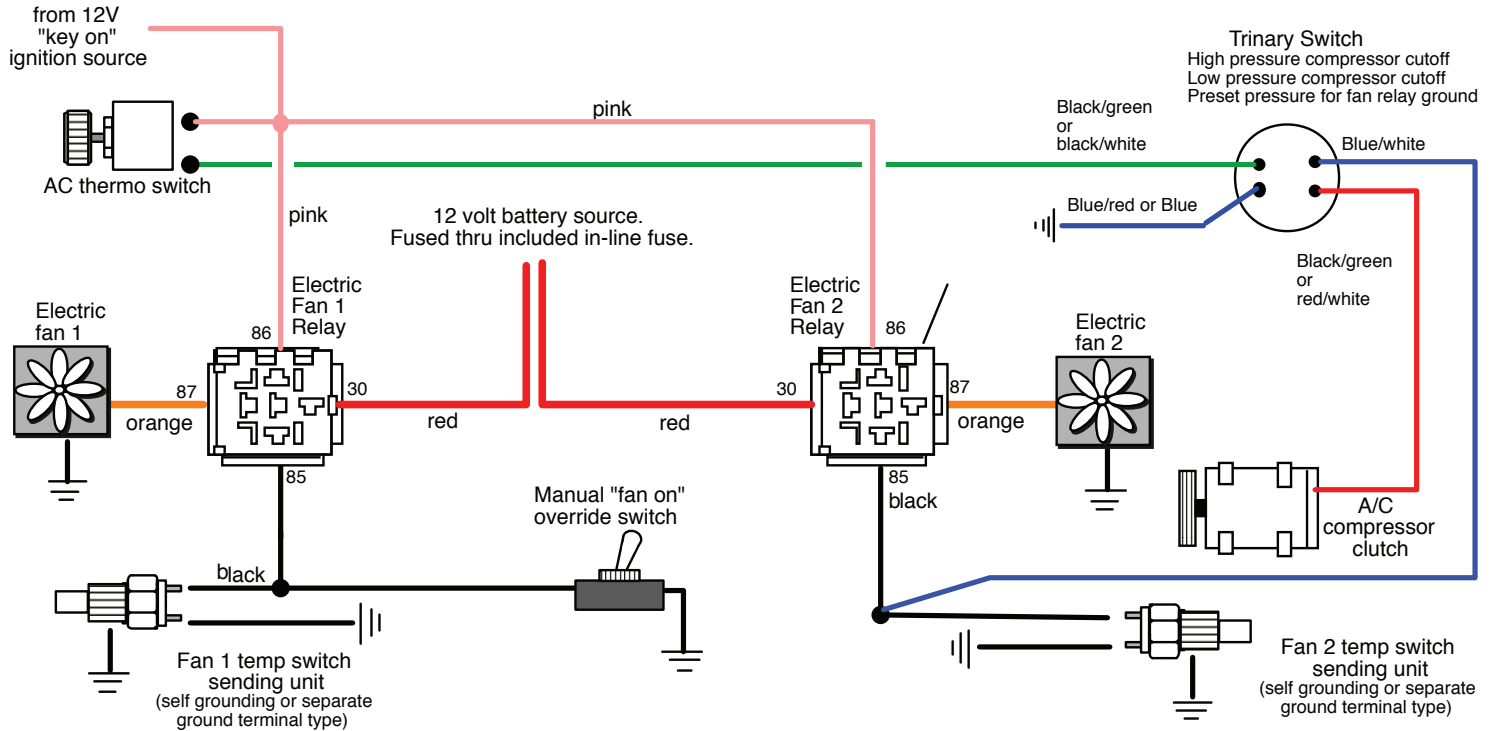 from 12V
"key on"
ignition source
AC thermo switch
pink
pink
12 volt battery source.
Fused thru included in-line fuse.
Trinary Switch
High pressure compressor cutoff
Low pressure compressor cutoff
Preset pressure for fan relay ground
Black/green
or
black/white
Blue/white
Blue/red or Blue
Black/green
or
red/white
Electric
fan 1
87
orange
Electric
Fan 1
Relay
86
30
red
85
Electric
Fan 2
Relay
86
30
red
87
orange
85
black
Electric
fan 2
A/C
compressor
clutch
Manual "fan on"
override switch
black
Fan 1 temp switch
sending unit
(self grounding or separate
ground terminal type)
Fan 2 temp switch
sending unit
(self grounding or separate
ground terminal type)